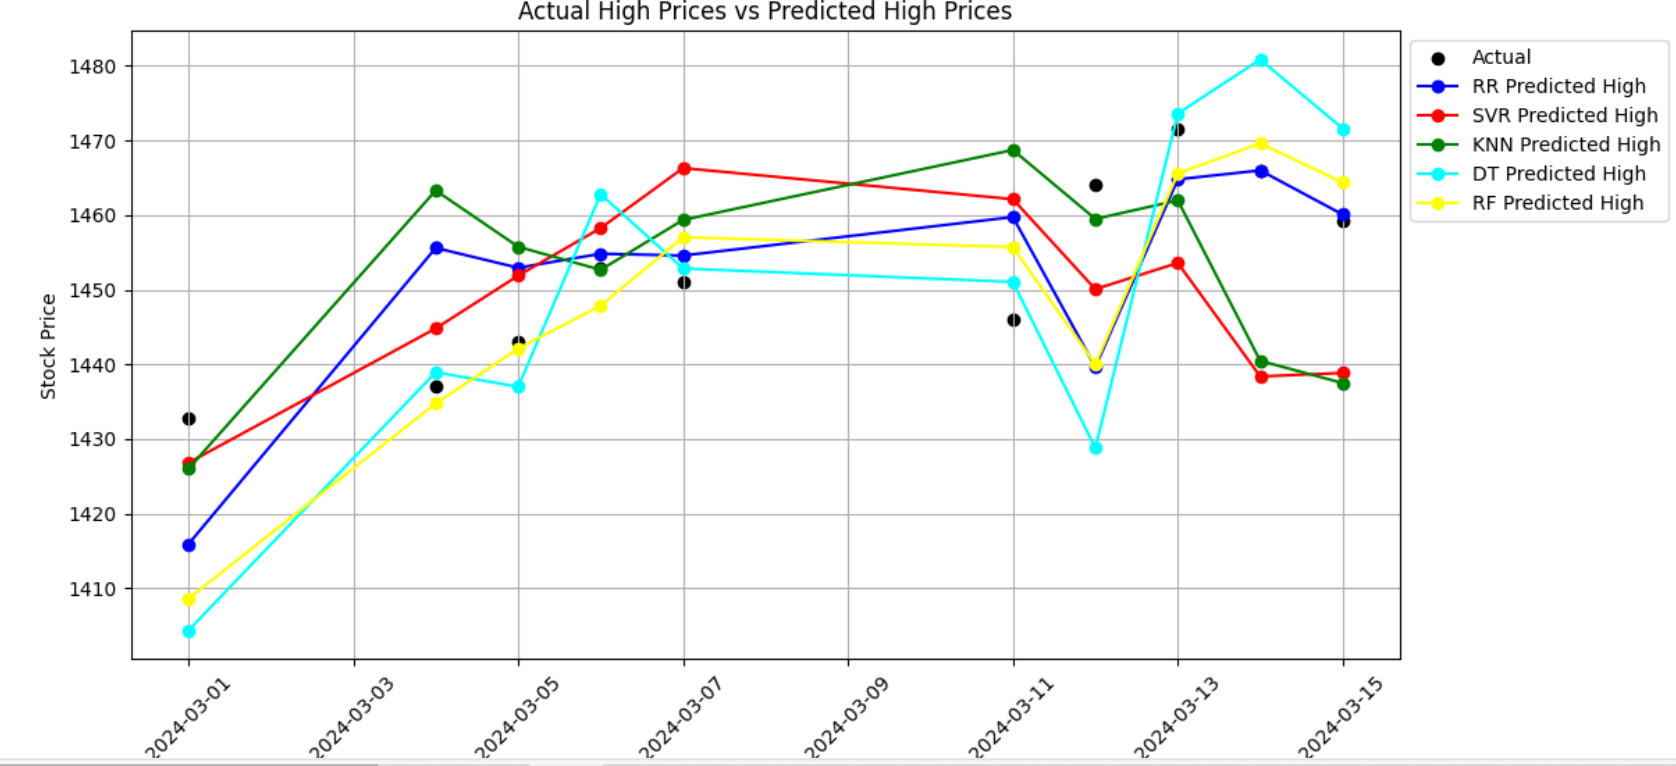 Actual High Prices vs Predicted High Prices
1480
1470
1460
1450
1440
1430
1420
1410
Stock Price
2024-03-01
2024-03-03
2024-03-05
2024-03-07
2024-03-09
2024-03-11
2024-03-13
2024-03-15
Actual
RR Predicted High
SVR Predicted High
KNN Predicted High
DT Predicted High
RF Predicted High